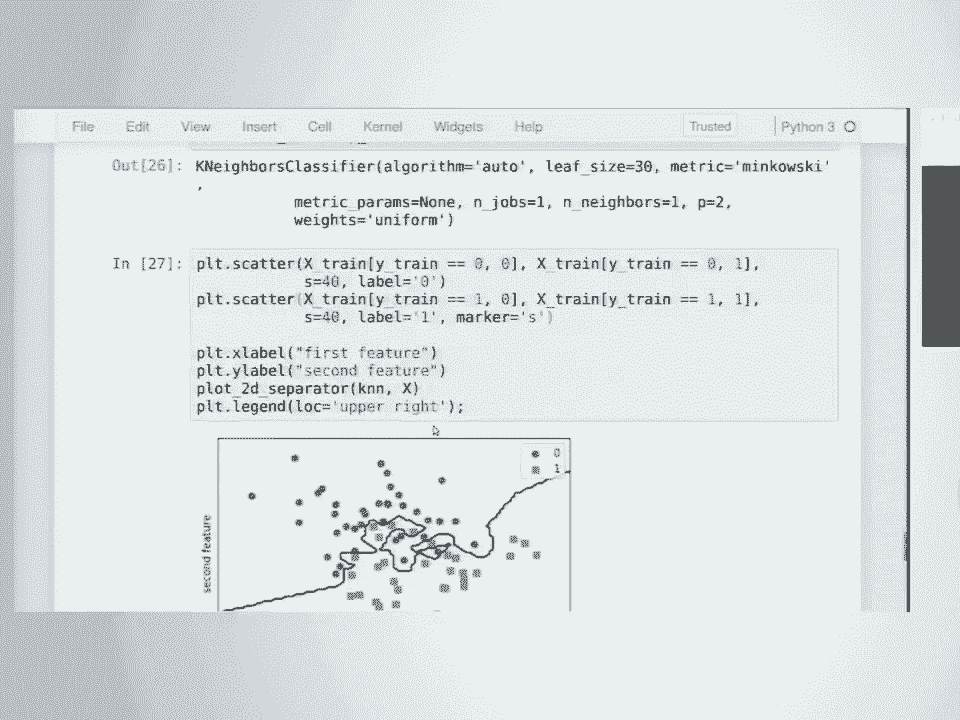 File Edit View Insert Cell Kernel Widgets Help Trusted Python 3
Out[26]: KNeighborsClassifier(algorithm='auto', leaf_size=30, metric='minkowski'
,
metric_params=None, n_jobs=1, n_neighbors=1, p=2,
weights='uniform')
In [27]: plt.scatter(X_train[y_train == 0, 0], X_train[y_train == 0, 1],
s=40, label='0')
plt.scatter(X_train[y_train == 1, 0], X_train[y_train == 1, 1],
s=40, label='1', marker='s')
plt.xlabel("first feature")
plt.ylabel("second feature")
plot_2d_separator(knn, X)
plt.legend(loc='upper right');
0
1
second feature